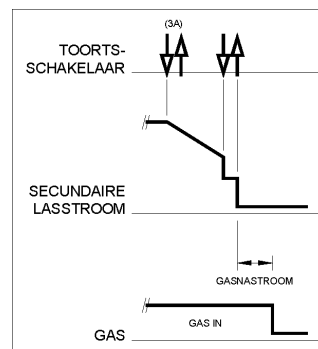 (3A)
TOORTS-
SCHAKELAAR
SECUNDAIRE
LASSTROOM
GASNASTROOM
GAS IN
GAS